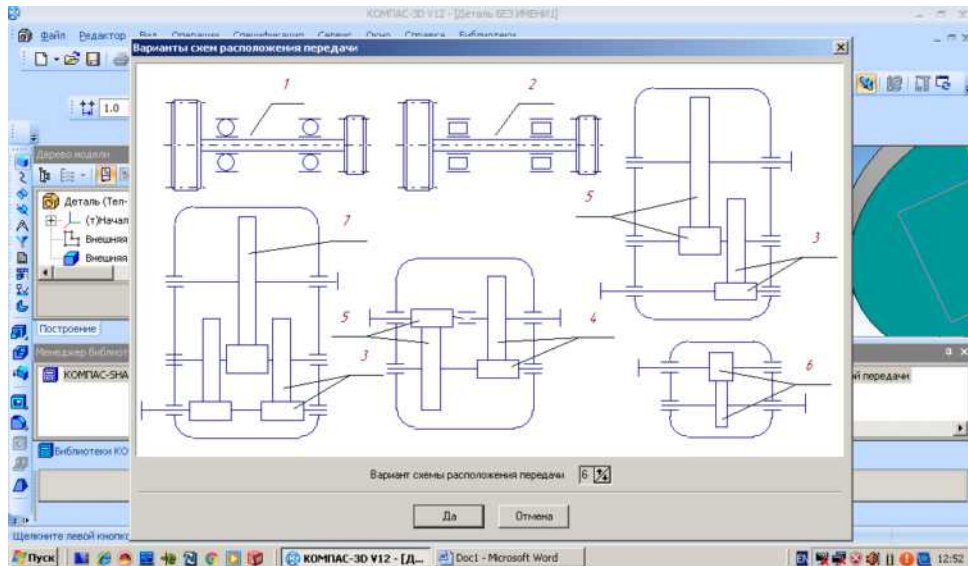 КОМПАС-3D V12 - [Деталь БЕЗ ИМЕНИ1]
Файл Редактор Вид Операции Спецификация Сервис Окно Справка Библиотеки
Варианты схем расположения передачи
1.0
Дерево модели
Деталь (Тел-
(т)Начал
Внешняя
Внешняя
Построение
Менеджер библиот
КОМПАС-SHA
ой передачи
Библиотеки КО
1
2
5
3
7
5
3
4
6
Вариант схемы расположения передачи 6
Да Отмена
Щелкните левой кнопко
Пуск КОМПАС-3D V12 - [Д... Doc1 - Microsoft Word EN 12:52